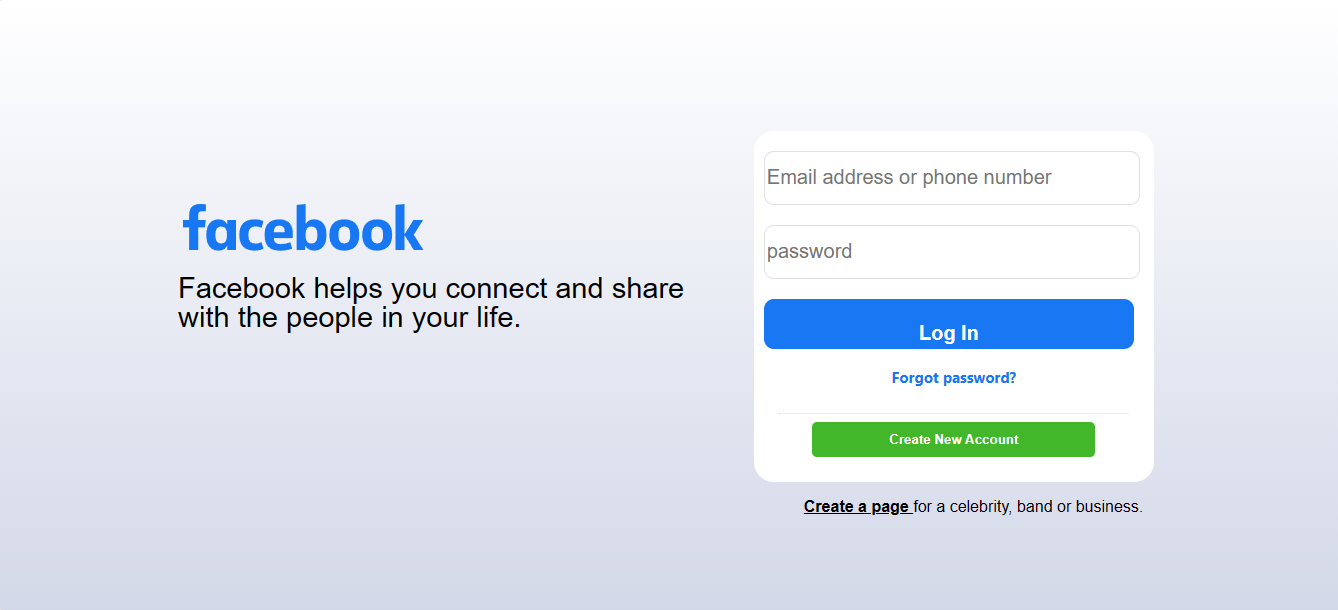 facebook
Facebook helps you connect and share
with the people in your life.
Email address or phone number
password
Log In
Forgot password?
Create New Account
Create a page for a celebrity, band or business.